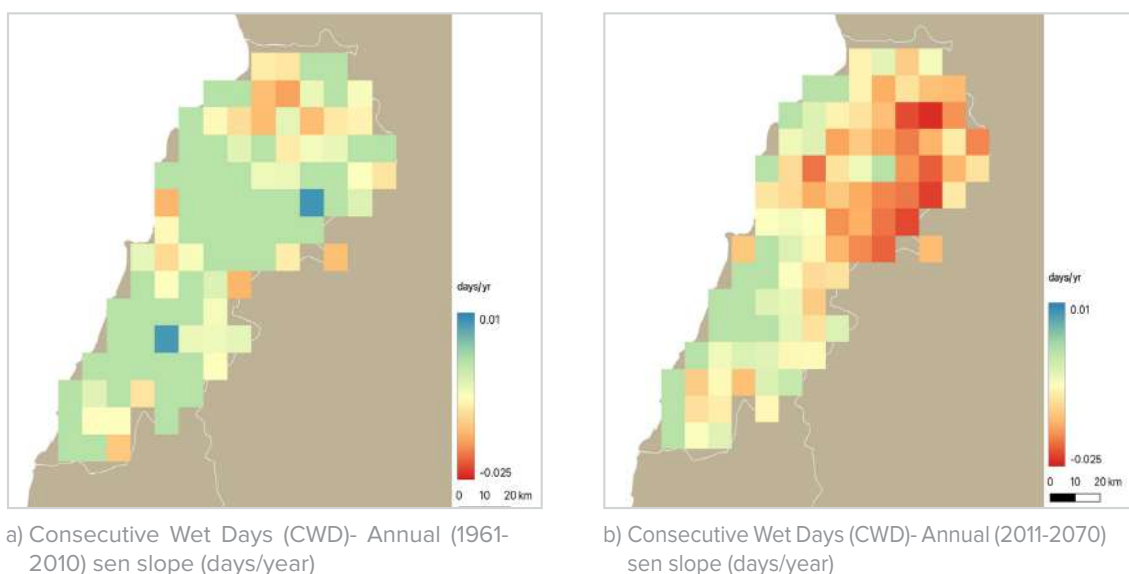 days/yr
0.01
-0.025
0 10 20 km
days/yr
0.01
-0.025
0 10 20 km
a) Consecutive Wet Days (CWD)- Annual (1961-
2010) sen slope (days/year)
b) Consecutive Wet Days (CWD)- Annual (2011-2070)
sen slope (days/year)